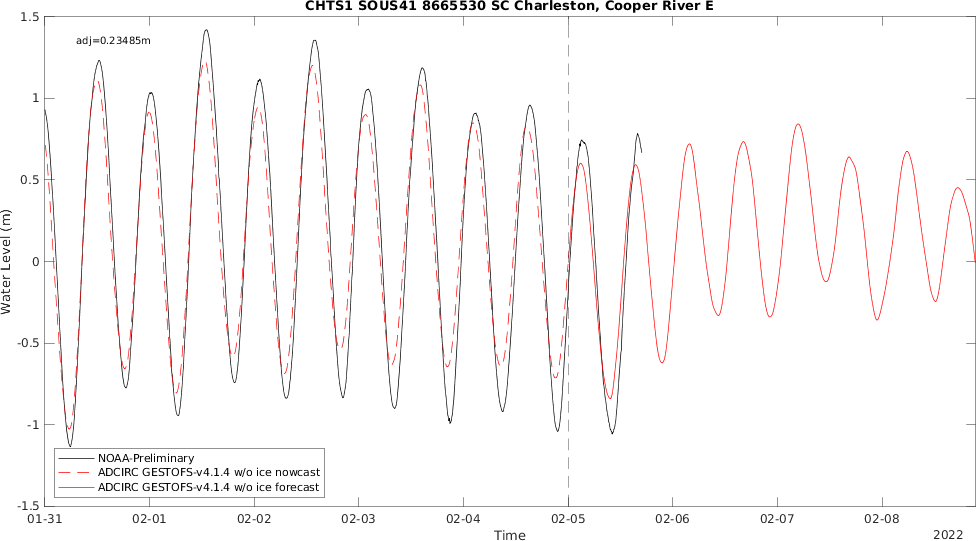 CHTS1 SOUS41 8665530 SC Charleston, Cooper River E
adj=0.23485m
1.5
1
0.5
0
-0.5
-1
-1.5
Water Level (m)
NOAA-Preliminary
ADCIRC GESTOFS-v4.1.4 w/o ice nowcast
ADCIRC GESTOFS-v4.1.4 w/o ice forecast
01-31 02-01 02-02 02-03 02-04 02-05 02-06 02-07 02-08
Time
2022